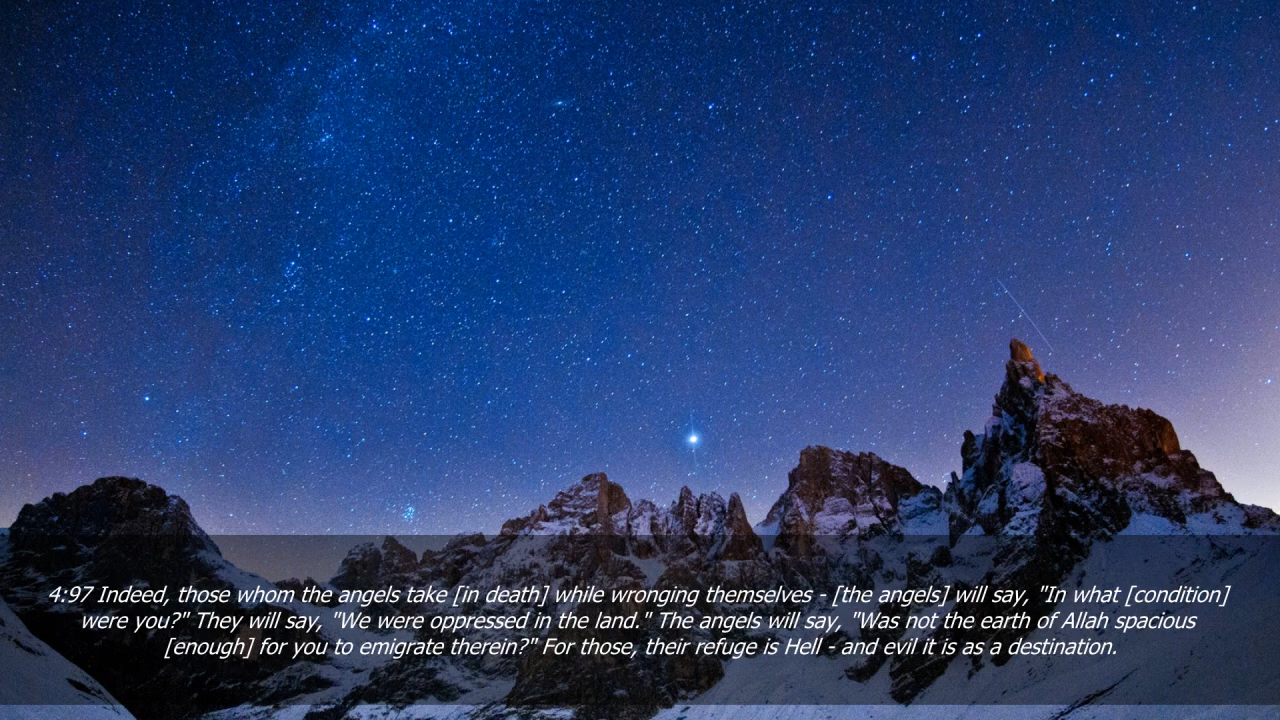 4:97 Indeed, those whom the angels take [in death] while wronging themselves - [the angels] will say, "In what [condition]
were you?" They will say, "We were oppressed in the land." The angels will say, "Was not the earth of Allah spacious
[enough] for you to emigrate therein?" For those, their refuge is Hell - and evil it is as a destination.